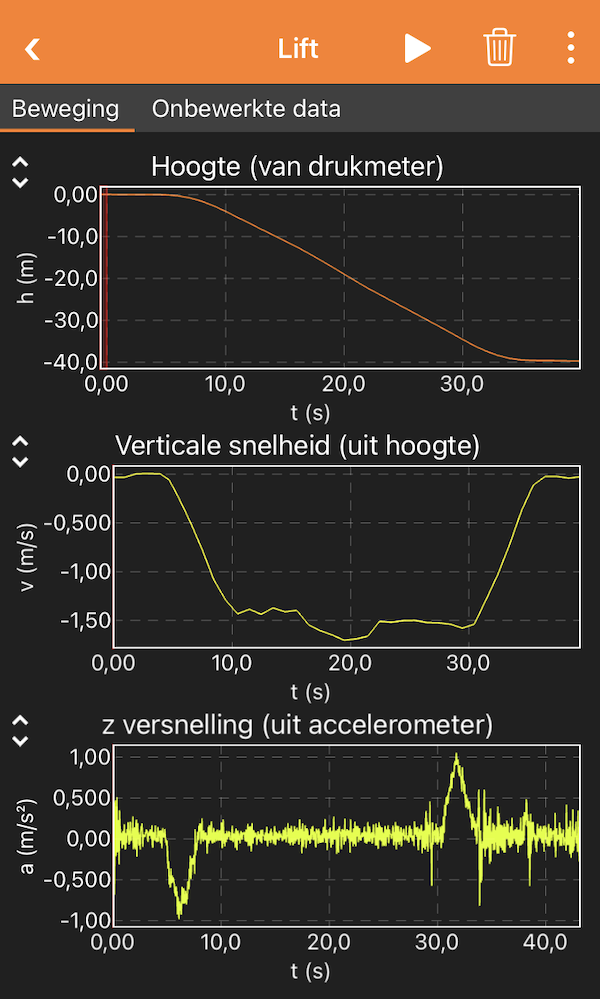 Lift
Beweging Onbewerkte data
Hoogte (van drukmeter)
0,00
-10,0
-20,0
-30,0
-40,0
h (m)
0,00 10,0 20,0 30,0
t (s)
Verticale snelheid (uit hoogte)
0,00
-0,500
-1,00
-1,50
v (m/s)
0,00 10,0 20,0 30,0
t (s)
z versnelling (uit accelerometer)
1,00
0,500
0,00
-0,500
-1,00
a (m/s²)
0,00 10,0 20,0 30,0 40,0
t (s)